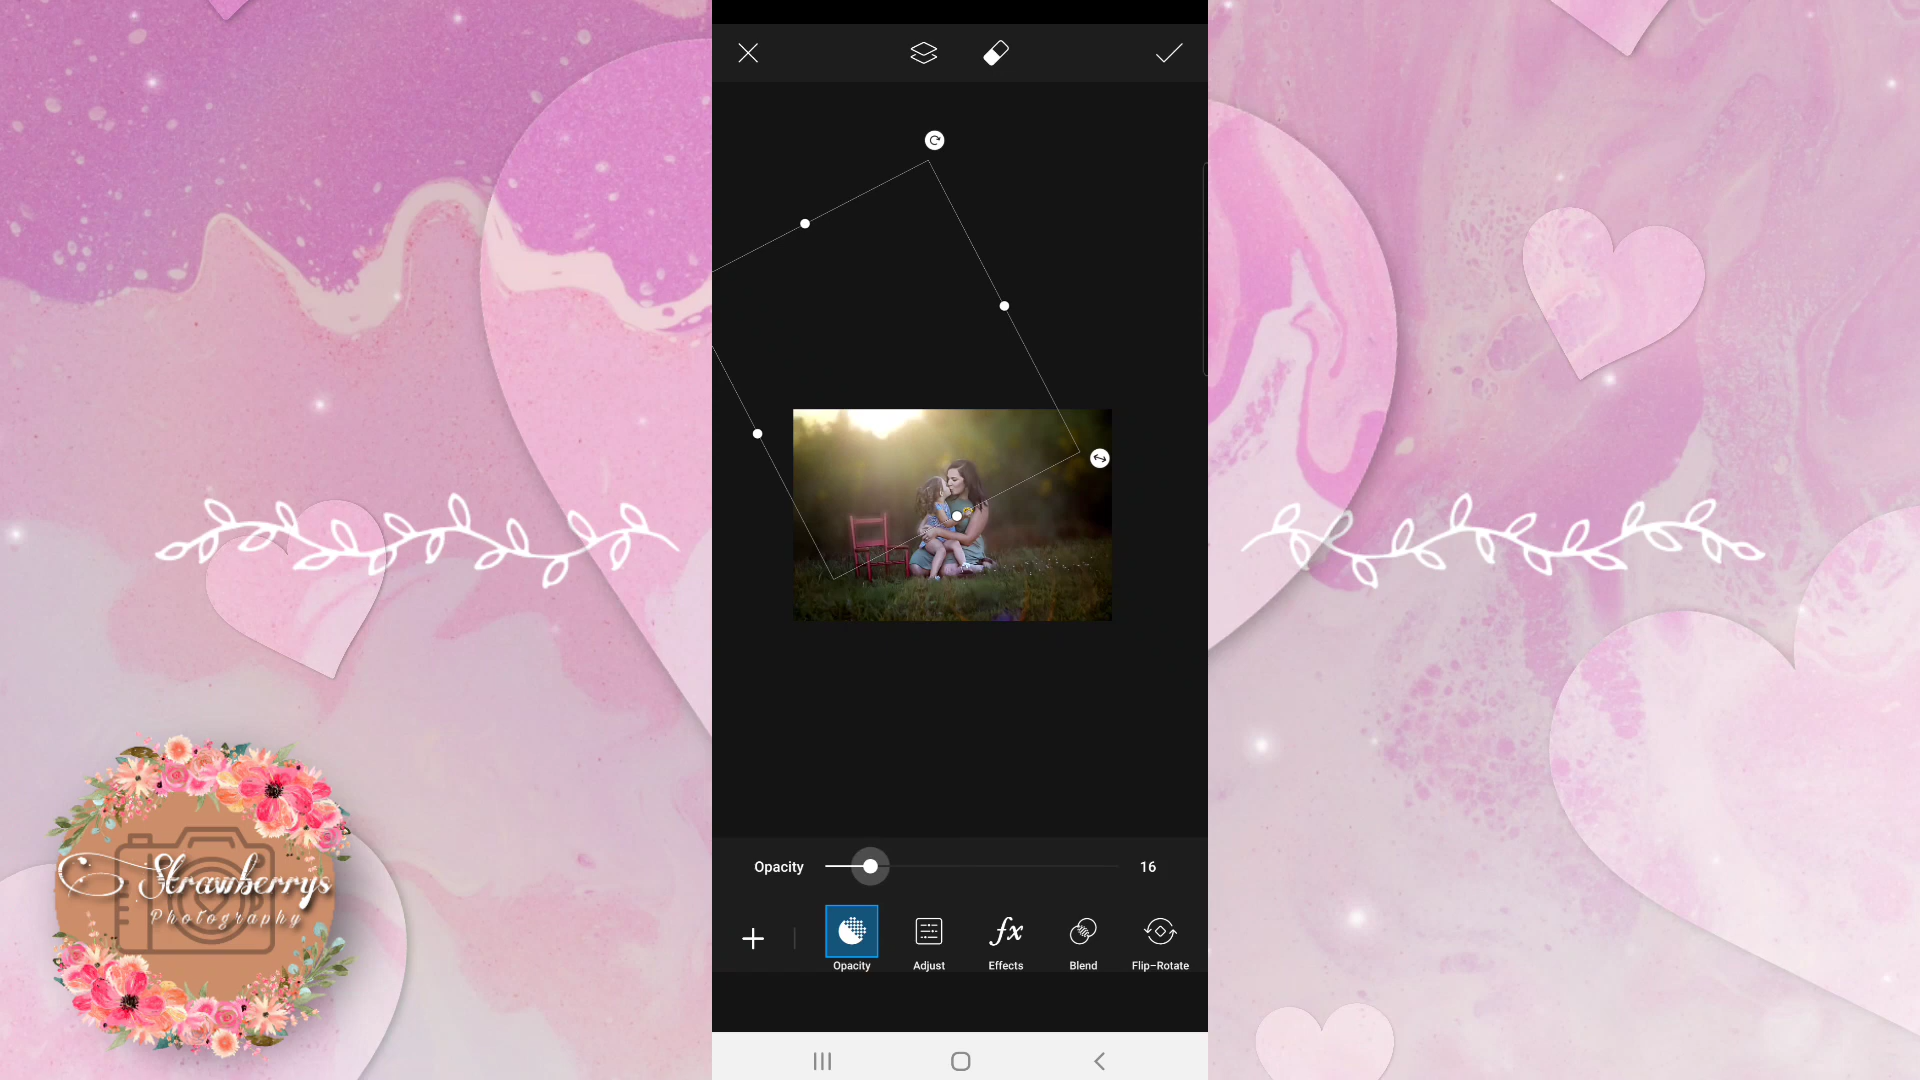 Opacity 16
Opacity Adjust Effects Blend Flip-Rotate
Strawberrys
Photography